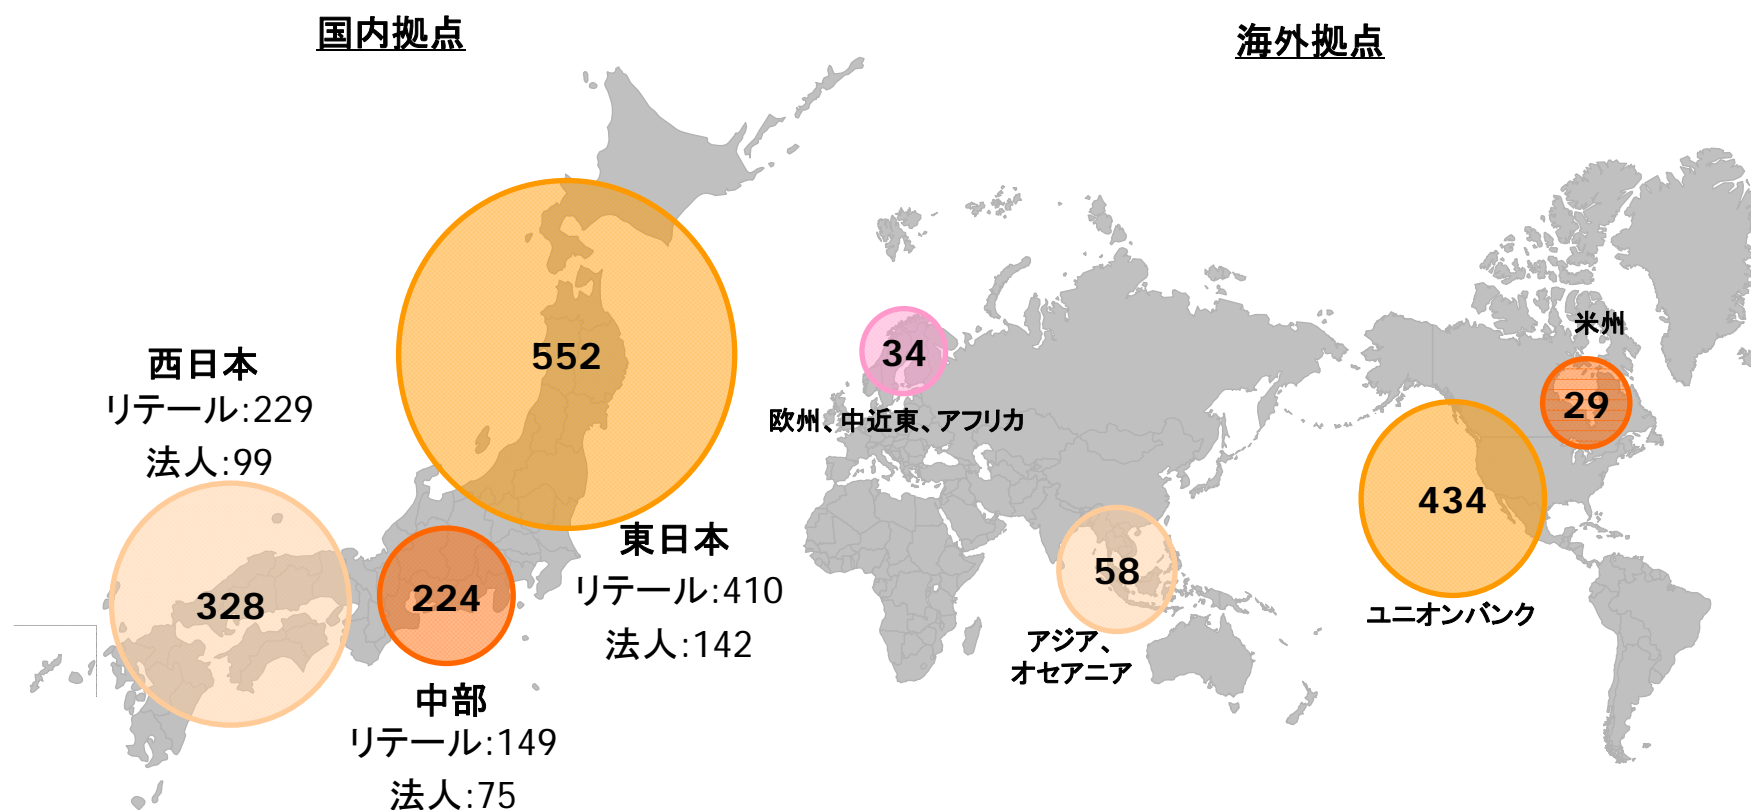 国内拠点
552
西日本
リテール:229
法人:99
328
224
東日本
リテール:410
法人:142
中部
リテール:149
法人:75
海外拠点
米州
34
29
欧州、中近東、アフリカ
434
58
ユニオンバンク
アジア、
オセアニア